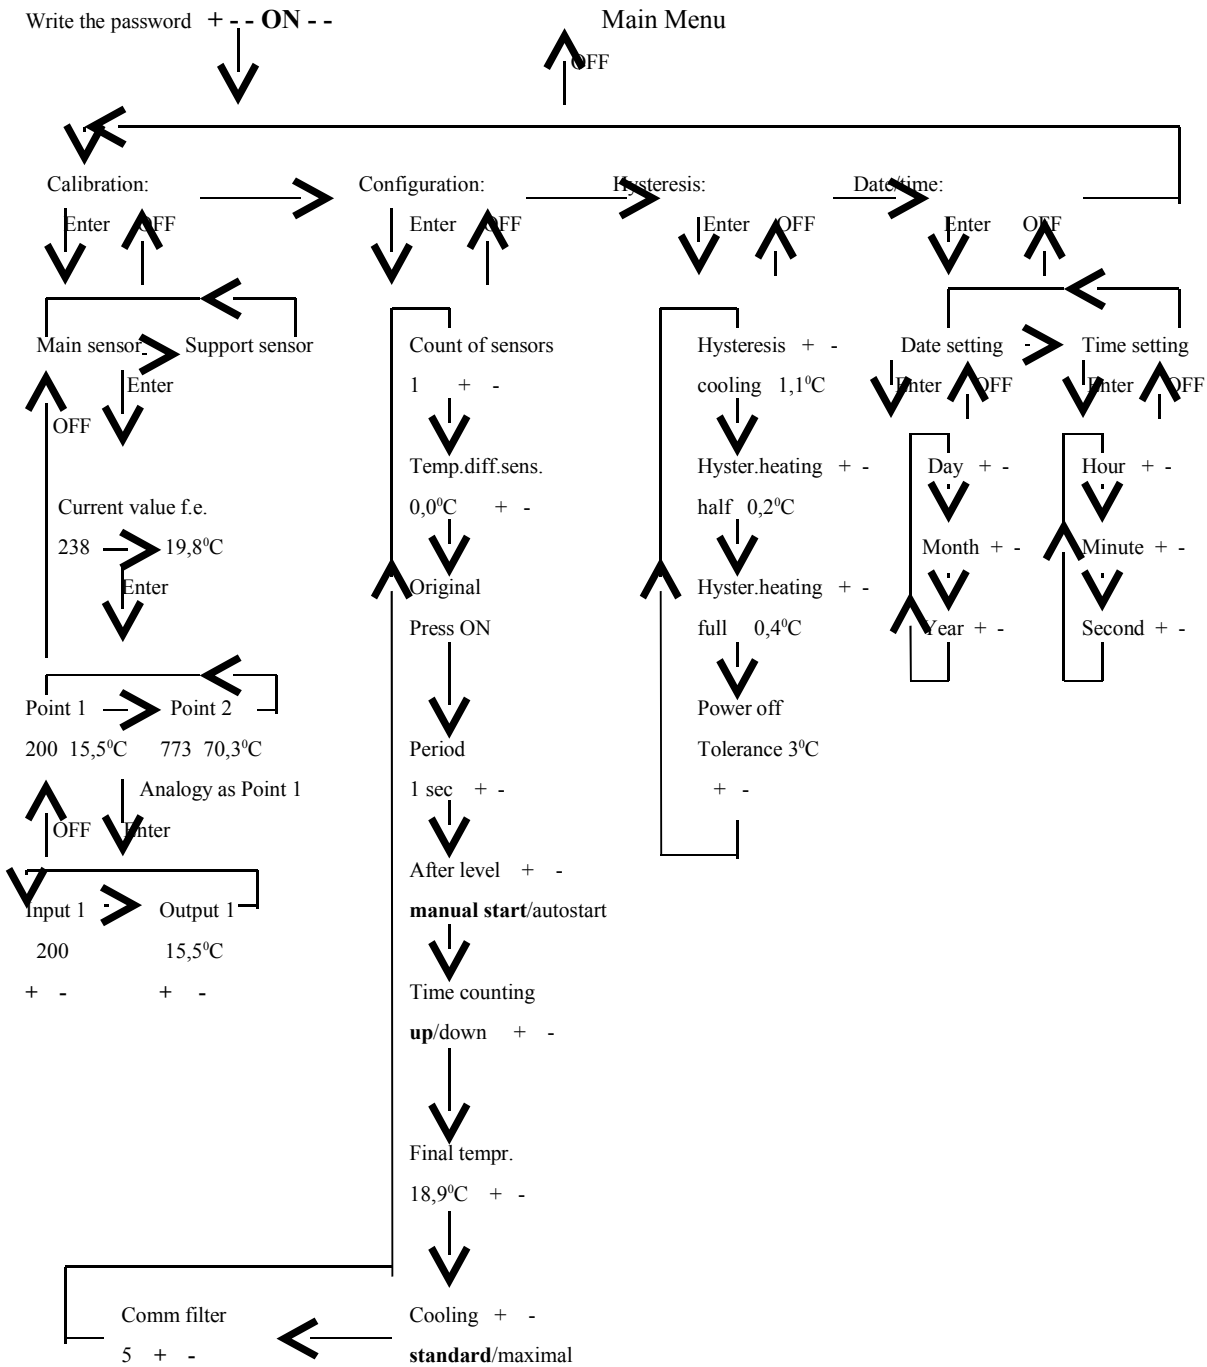 Write the password + - - ON - - Main Menu
OFF
Calibration: Configuration: Hysteresis: Date/time:
Enter OFF Enter OFF Enter OFF Enter OFF
Main sensor Support sensor Count of sensors Hysteresis + - Date setting Time setting
Enter 1 + - cooling 1,1⁰C Enter OFF Enter OFF
OFF
Temp.diff.sens. Hyster.heating + - Day + - Hour + -
Current value f.e. 0,0⁰C + - half 0,2⁰C
238 19,8⁰C Month + - Minute + -
Enter Original Hyster.heating + -
Press ON full 0,4⁰C Year + - Second + -
Point 1 Point 2 Power off
200 15,5⁰C 773 70,3⁰C Period Tolerance 3⁰C
Analogy as Point 1 1 sec + - + -
OFF Enter
After level + -
Input 1 Output 1 manual start/autostart
200 15,5⁰C
+ - + - Time counting
up/down + -
Final tempr.
18,9⁰C + -
Comm filter Cooling + -
5 + - standard/maximal